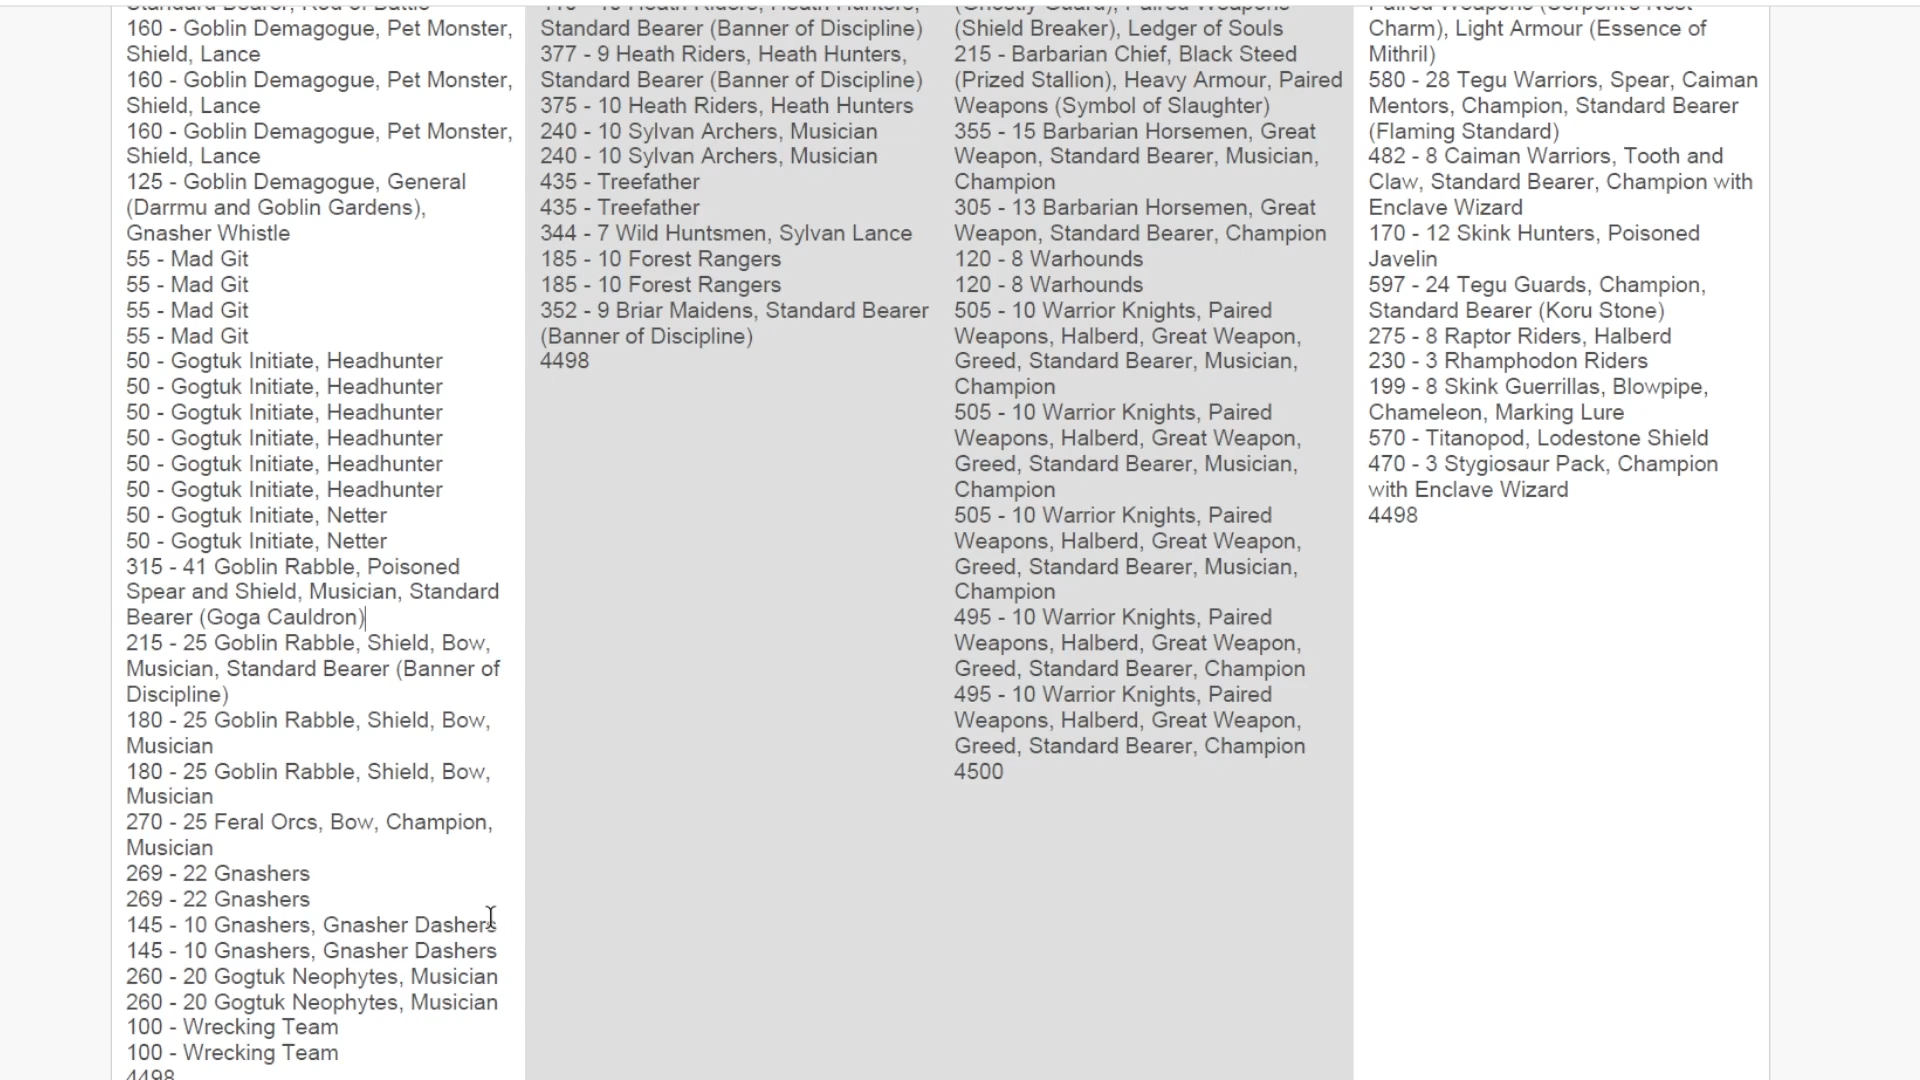 160 - Goblin Demagogue, Pet Monster,
Shield, Lance
160 - Goblin Demagogue, Pet Monster,
Shield, Lance
160 - Goblin Demagogue, Pet Monster,
Shield, Lance
125 - Goblin Demagogue, General
(Darrmu and Goblin Gardens),
Gnasher Whistle
55 - Mad Git
55 - Mad Git
55 - Mad Git
55 - Mad Git
50 - Gogtuk Initiate, Headhunter
50 - Gogtuk Initiate, Headhunter
50 - Gogtuk Initiate, Headhunter
50 - Gogtuk Initiate, Headhunter
50 - Gogtuk Initiate, Headhunter
50 - Gogtuk Initiate, Headhunter
50 - Gogtuk Initiate, Netter
50 - Gogtuk Initiate, Netter
315 - 41 Goblin Rabble, Poisoned
Spear and Shield, Musician, Standard
Bearer (Goga Cauldron)
215 - 25 Goblin Rabble, Shield, Bow,
Musician, Standard Bearer (Banner of
Discipline)
180 - 25 Goblin Rabble, Shield, Bow,
Musician
180 - 25 Goblin Rabble, Shield, Bow,
Musician
270 - 25 Feral Orcs, Bow, Champion,
Musician
269 - 22 Gnashers
269 - 22 Gnashers
145 - 10 Gnashers, Gnasher Dashers
145 - 10 Gnashers, Gnasher Dashers
260 - 20 Gogtuk Neophytes, Musician
260 - 20 Gogtuk Neophytes, Musician
100 - Wrecking Team
100 - Wrecking Team
4498
Standard Bearer (Banner of Discipline)
377 - 9 Heath Riders, Heath Hunters,
Standard Bearer (Banner of Discipline)
375 - 10 Heath Riders, Heath Hunters
240 - 10 Sylvan Archers, Musician
240 - 10 Sylvan Archers, Musician
435 - Treefather
435 - Treefather
344 - 7 Wild Huntsmen, Sylvan Lance
185 - 10 Forest Rangers
185 - 10 Forest Rangers
352 - 9 Briar Maidens, Standard Bearer
(Banner of Discipline)
4498
(Shield Breaker), Ledger of Souls
215 - Barbarian Chief, Black Steed
(Prized Stallion), Heavy Armour, Paired
Weapons (Symbol of Slaughter)
355 - 15 Barbarian Horsemen, Great
Weapon, Standard Bearer, Musician,
Champion
305 - 13 Barbarian Horsemen, Great
Weapon, Standard Bearer, Champion
120 - 8 Warhounds
120 - 8 Warhounds
505 - 10 Warrior Knights, Paired
Weapons, Halberd, Great Weapon,
Greed, Standard Bearer, Musician,
Champion
505 - 10 Warrior Knights, Paired
Weapons, Halberd, Great Weapon,
Greed, Standard Bearer, Musician,
Champion
505 - 10 Warrior Knights, Paired
Weapons, Halberd, Great Weapon,
Greed, Standard Bearer, Musician,
Champion
495 - 10 Warrior Knights, Paired
Weapons, Halberd, Great Weapon,
Greed, Standard Bearer, Champion
495 - 10 Warrior Knights, Paired
Weapons, Halberd, Great Weapon,
Greed, Standard Bearer, Champion
4500
Charm), Light Armour (Essence of
Mithril)
580 - 28 Tegu Warriors, Spear, Caiman
Mentors, Champion, Standard Bearer
(Flaming Standard)
482 - 8 Caiman Warriors, Tooth and
Claw, Standard Bearer, Champion with
Enclave Wizard
170 - 12 Skink Hunters, Poisoned
Javelin
597 - 24 Tegu Guards, Champion,
Standard Bearer (Koru Stone)
275 - 8 Raptor Riders, Halberd
230 - 3 Rhamphodon Riders
199 - 8 Skink Guerrillas, Blowpipe,
Chameleon, Marking Lure
570 - Titanopod, Lodestone Shield
470 - 3 Stygiosaur Pack, Champion
with Enclave Wizard
4498